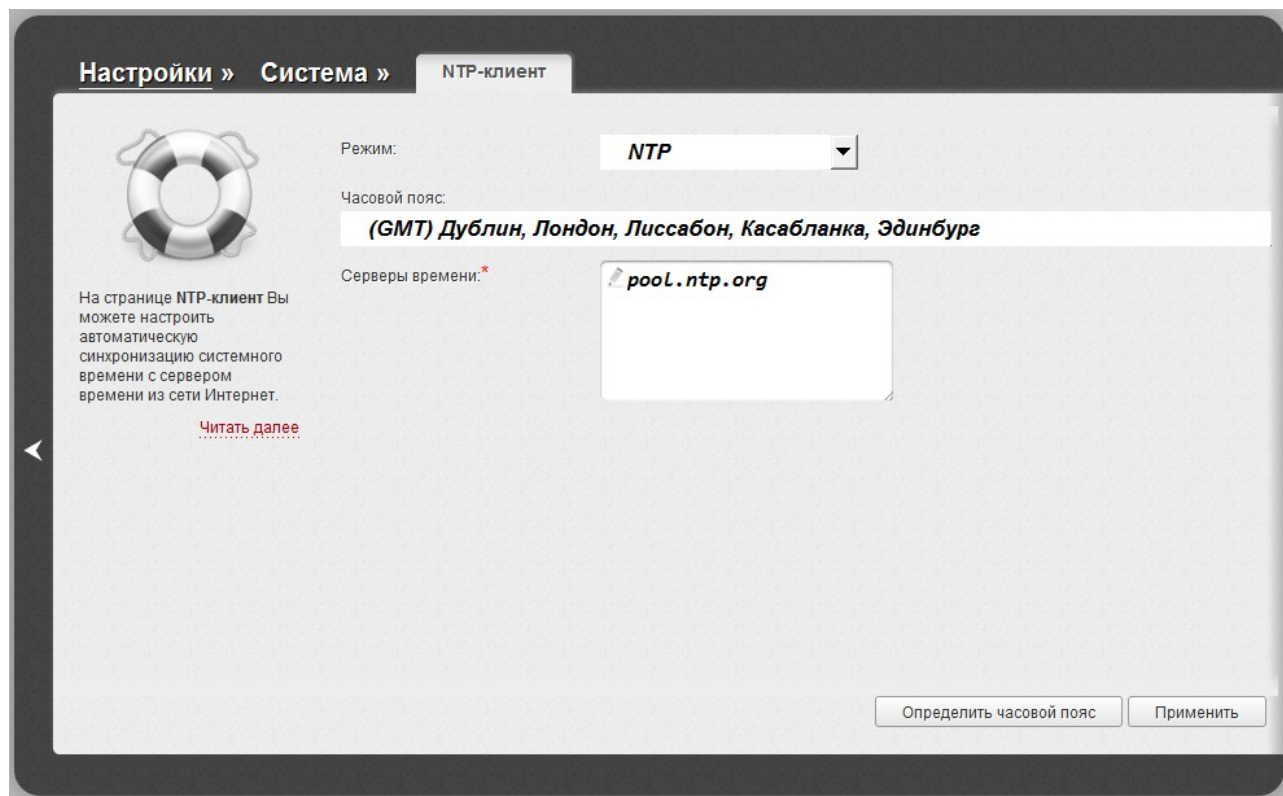 Настройки » Система » NTP-клиент
Режим: NTP
Часовой пояс:
(GMT) Дублин, Лондон, Лиссабон, Касабланка, Эдинбург
Серверы времени:* pool.ntp.org
На странице NTP-клиент Вы
можете настроить
автоматическую
синхронизацию системного
времени с сервером
времени из сети Интернет.
Читать далее
Определить часовой пояс Применить